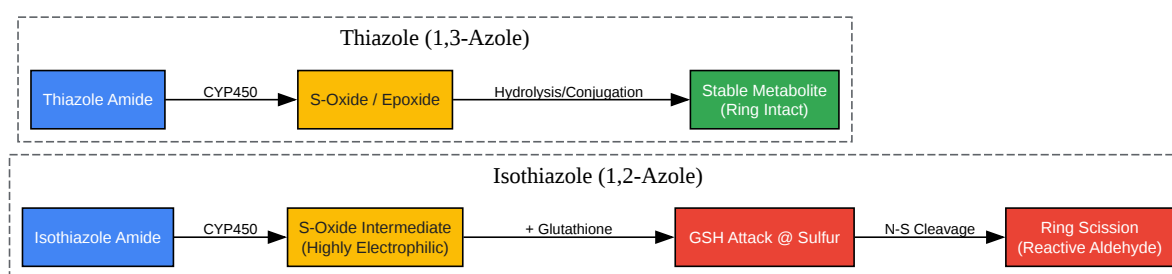 Thiazole (1,3-Azole)
Thiazole Amide
CYP450
S-Oxide / Epoxide
Hydrolysis/Conjugation
Stable Metabolite
(Ring Intact)
Isothiazole (1,2-Azole)
Isothiazole Amide
CYP450
S-Oxide Intermediate
(Highly Electrophilic)
+ Glutathione
GSH Attack @ Sulfur
N-S Cleavage
Ring Scission
(Reactive Aldehyde)